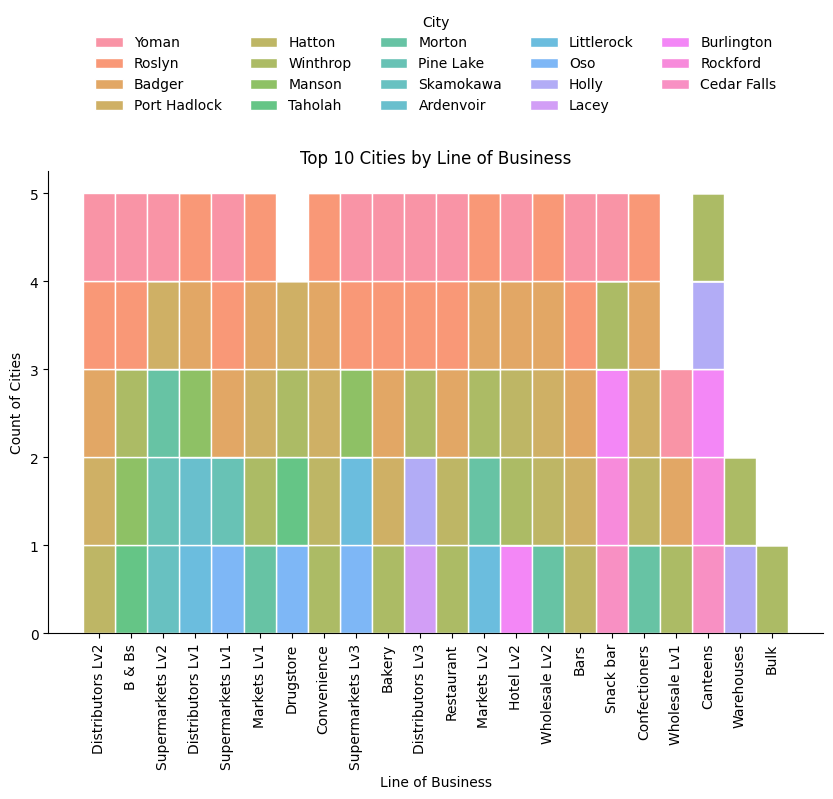 City
Yoman Hatton Morton Littlerock Burlington
Roslyn Winthrop Pine Lake Oso Rockford
Badger Manson Skamokawa Holly Cedar Falls
Port Hadlock Taholah Ardenvoir Lacey
Top 10 Cities by Line of Business
5
4
3
2
1
0
Count of Cities
Distributors Lv2
B & Bs
Supermarkets Lv2
Distributors Lv1
Supermarkets Lv1
Markets Lv1
Drugstore
Convenience
Supermarkets Lv3
Bakery
Distributors Lv3
Restaurant
Markets Lv2
Hotel Lv2
Wholesale Lv2
Bars
Snack bar
Confectioners
Wholesale Lv1
Canteens
Warehouses
Bulk
Line of Business